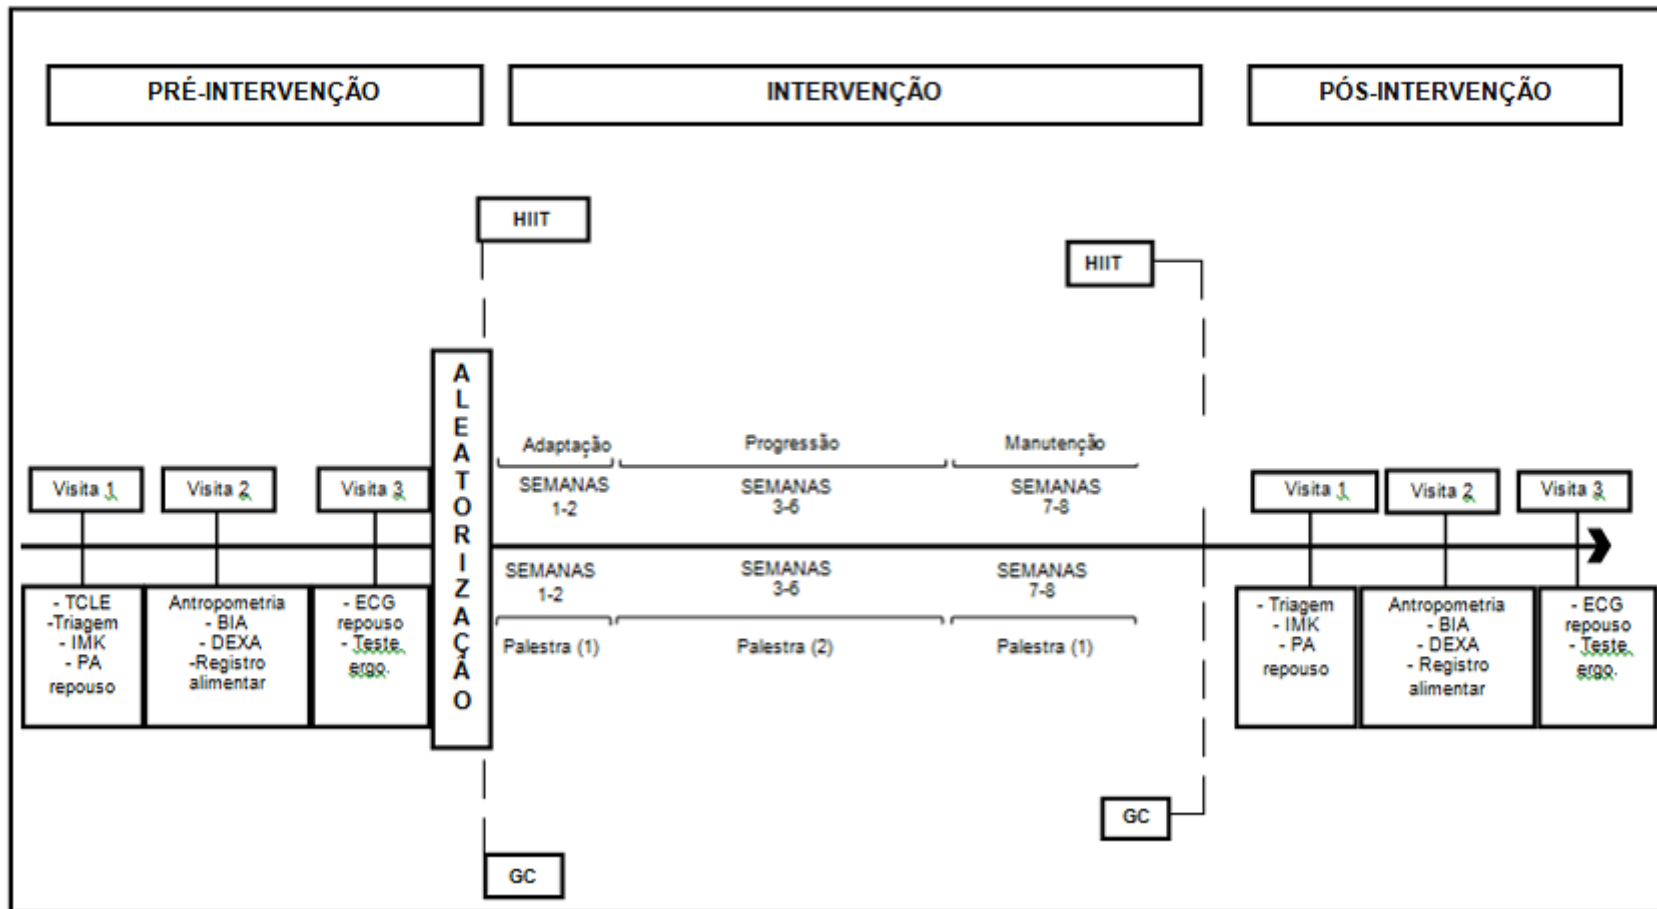 PRÉ-INTERVENÇÃO
INTERVENÇÃO
PÓS-INTERVENÇÃO
HIIT
HIIT
ALEATORIZAÇÃO
Adaptação
Progressão
Manutenção
Visita 1
Visita 2
Visita 3
SEMANAS
1-2
SEMANAS
3-6
SEMANAS
7-8
Visita 1
Visita 2
Visita 3
- TCLE
-Triagem
- IMK
- PA
repouso
Antropometria
- BIA
- DEXA
-Registro
alimentar
- ECG
repouso
- Teste
ergo.
SEMANAS
1-2
SEMANAS
3-6
SEMANAS
7-8
Palestra (1)
Palestra (2)
Palestra (1)
- Triagem
- IMK
- PA
repouso
Antropometria
- BIA
- DEXA
- Registro
alimentar
- ECG
repouso
- Teste
ergo.
GC
GC